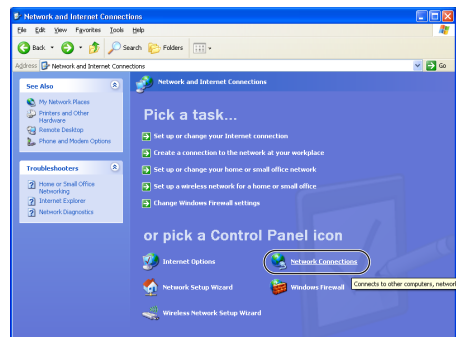 Network and Internet Connections
File Edit View Favorites Tools Help
Back Search Folders
Address Network and Internet Connections Go
See Also
My Network Places
Printers and Other
Hardware
Remote Desktop
Phone and Modem Options
Troubleshooters
Home or Small Office
Networking
Internet Explorer
Network Diagnostics
Network and Internet Connections
Pick a task...
Set up or change your Internet connection
Create a connection to the network at your workplace
Set up or change your home or small office network
Set up a wireless network for a home or small office
Change Windows Firewall settings
or pick a Control Panel icon
Internet Options
Network Connections
Network Setup Wizard
Windows Firewall
Connects to other computers, networ
Wireless Network Setup Wizard